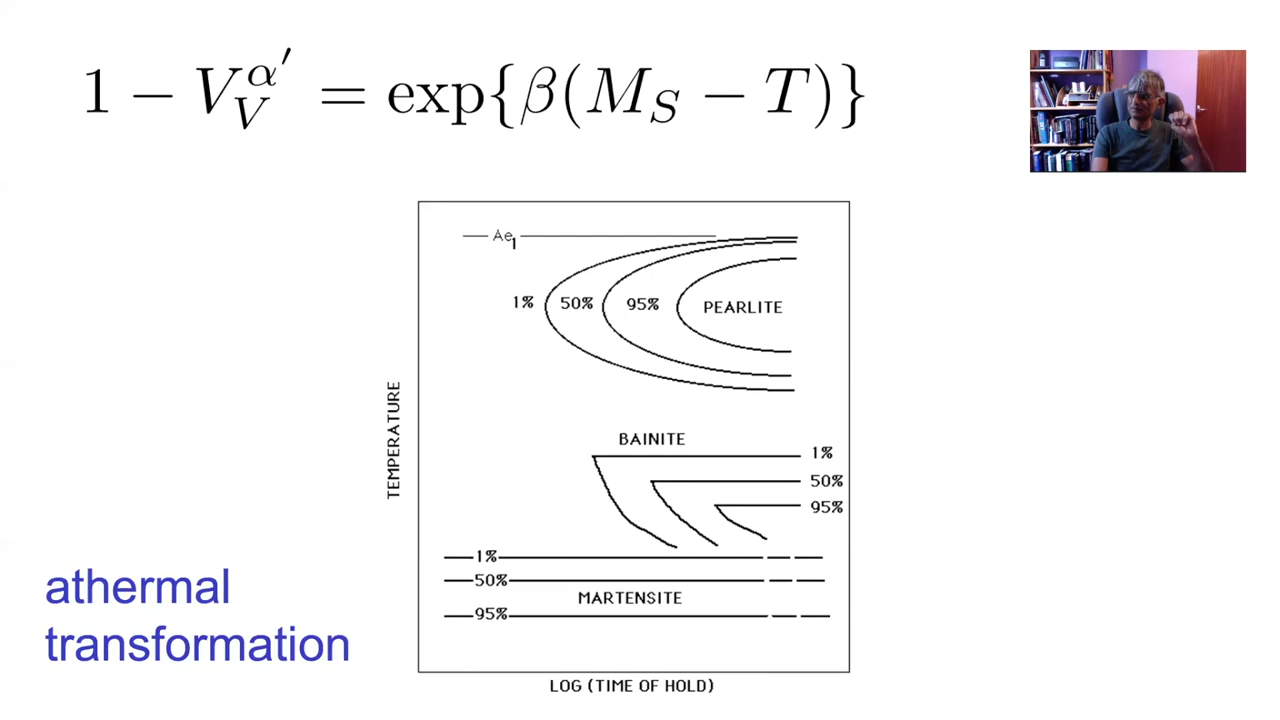 1 − V_V^{α′} = exp{β(M_S − T)}
Ae1
1% 50% 95% PEARLITE
TEMPERATURE
BAINITE
1%
50%
95%
1%
50%
MARTENSITE
95%
LOG (TIME OF HOLD)
athermal
transformation